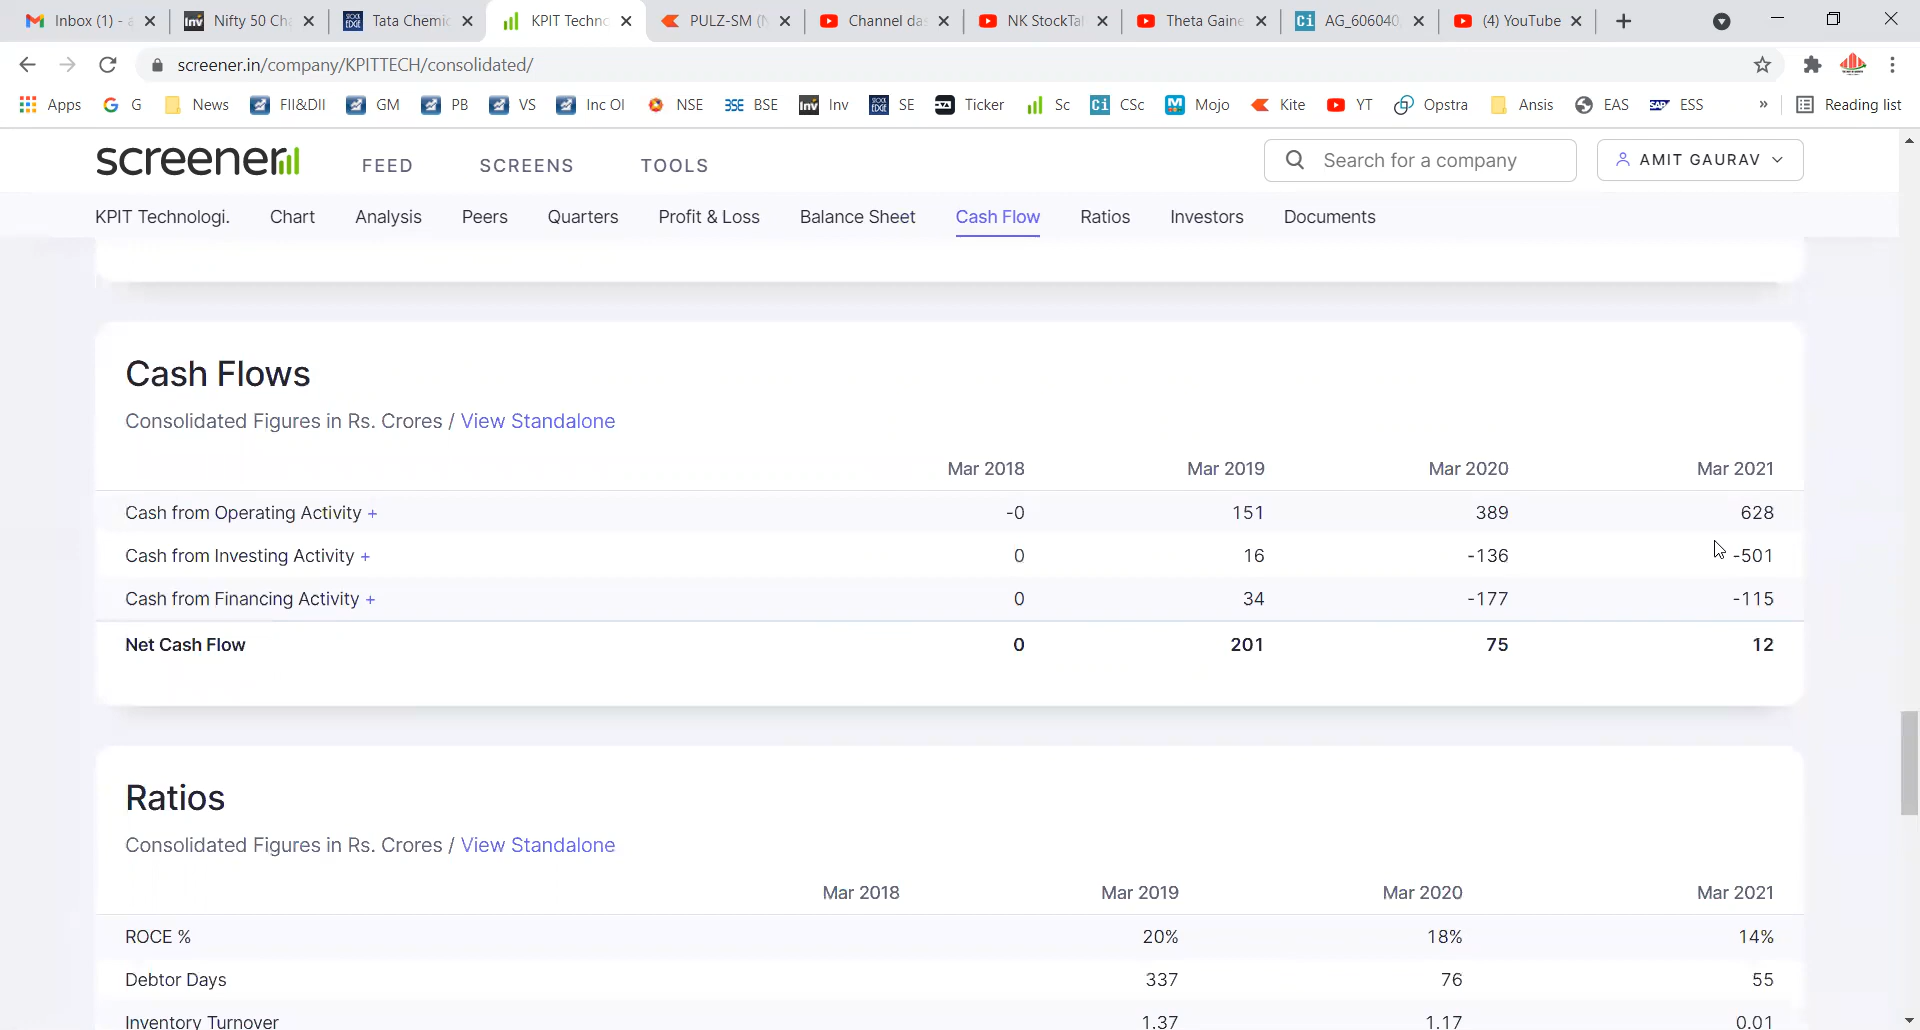 Inbox (1) - a
Nifty 50 Ch
Tata Chemic
KPIT Techno
PULZ-SM (N
Channel das
NK StockTal
Theta Gaine
AG_606040
(4) YouTube
screener.in/company/KPITTECH/consolidated/
Apps G News FII&DII GM PB VS Inc OI NSE BSE Inv SE Ticker Sc CSc Mojo Kite YT Opstra Ansis EAS ESS » Reading list
screener FEED SCREENS TOOLS Search for a company AMIT GAURAV
KPIT Technologi. Chart Analysis Peers Quarters Profit & Loss Balance Sheet Cash Flow Ratios Investors Documents
Cash Flows
Consolidated Figures in Rs. Crores / View Standalone
Mar 2018 Mar 2019 Mar 2020 Mar 2021
Cash from Operating Activity + -0 151 389 628
Cash from Investing Activity + 0 16 -136 -501
Cash from Financing Activity + 0 34 -177 -115
Net Cash Flow 0 201 75 12
Ratios
Consolidated Figures in Rs. Crores / View Standalone
Mar 2018 Mar 2019 Mar 2020 Mar 2021
ROCE % 20% 18% 14%
Debtor Days 337 76 55
Inventory Turnover 1.37 1.17 0.01